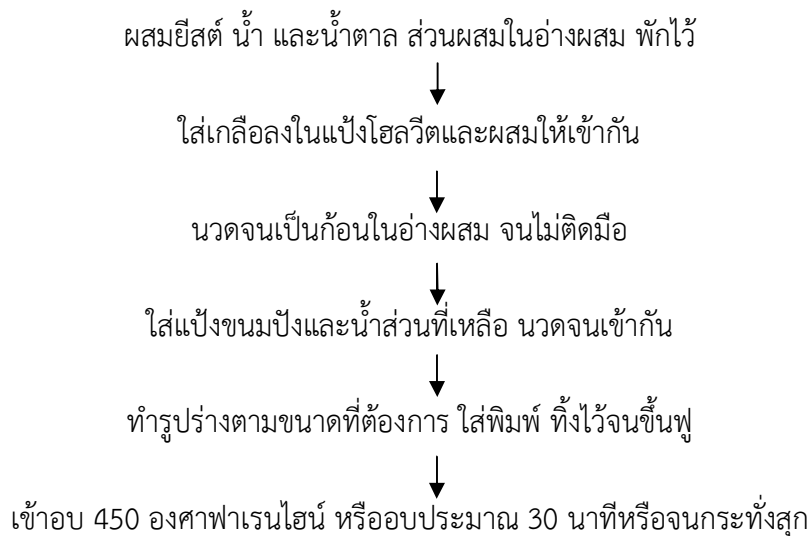 ผสมยีสต์ น้ำ และน้ำตาล ส่วนผสมในอ่างผสม พักไว้
ใส่เกลือลงในแป้งโฮลวีตและผสมให้เข้ากัน
นวดจนเป็นก้อนในอ่างผสม จนไม่ติดมือ
ใส่แป้งขนมปังและน้ำส่วนที่เหลือ นวดจนเข้ากัน
ทำรูปร่างตามขนาดที่ต้องการ ใส่พิมพ์ ทิ้งไว้จนขึ้นฟู
เข้าอบ 450 องศาฟาเรนไฮน์ หรืออบประมาณ 30 นาทีหรือจนกระทั่งสุก